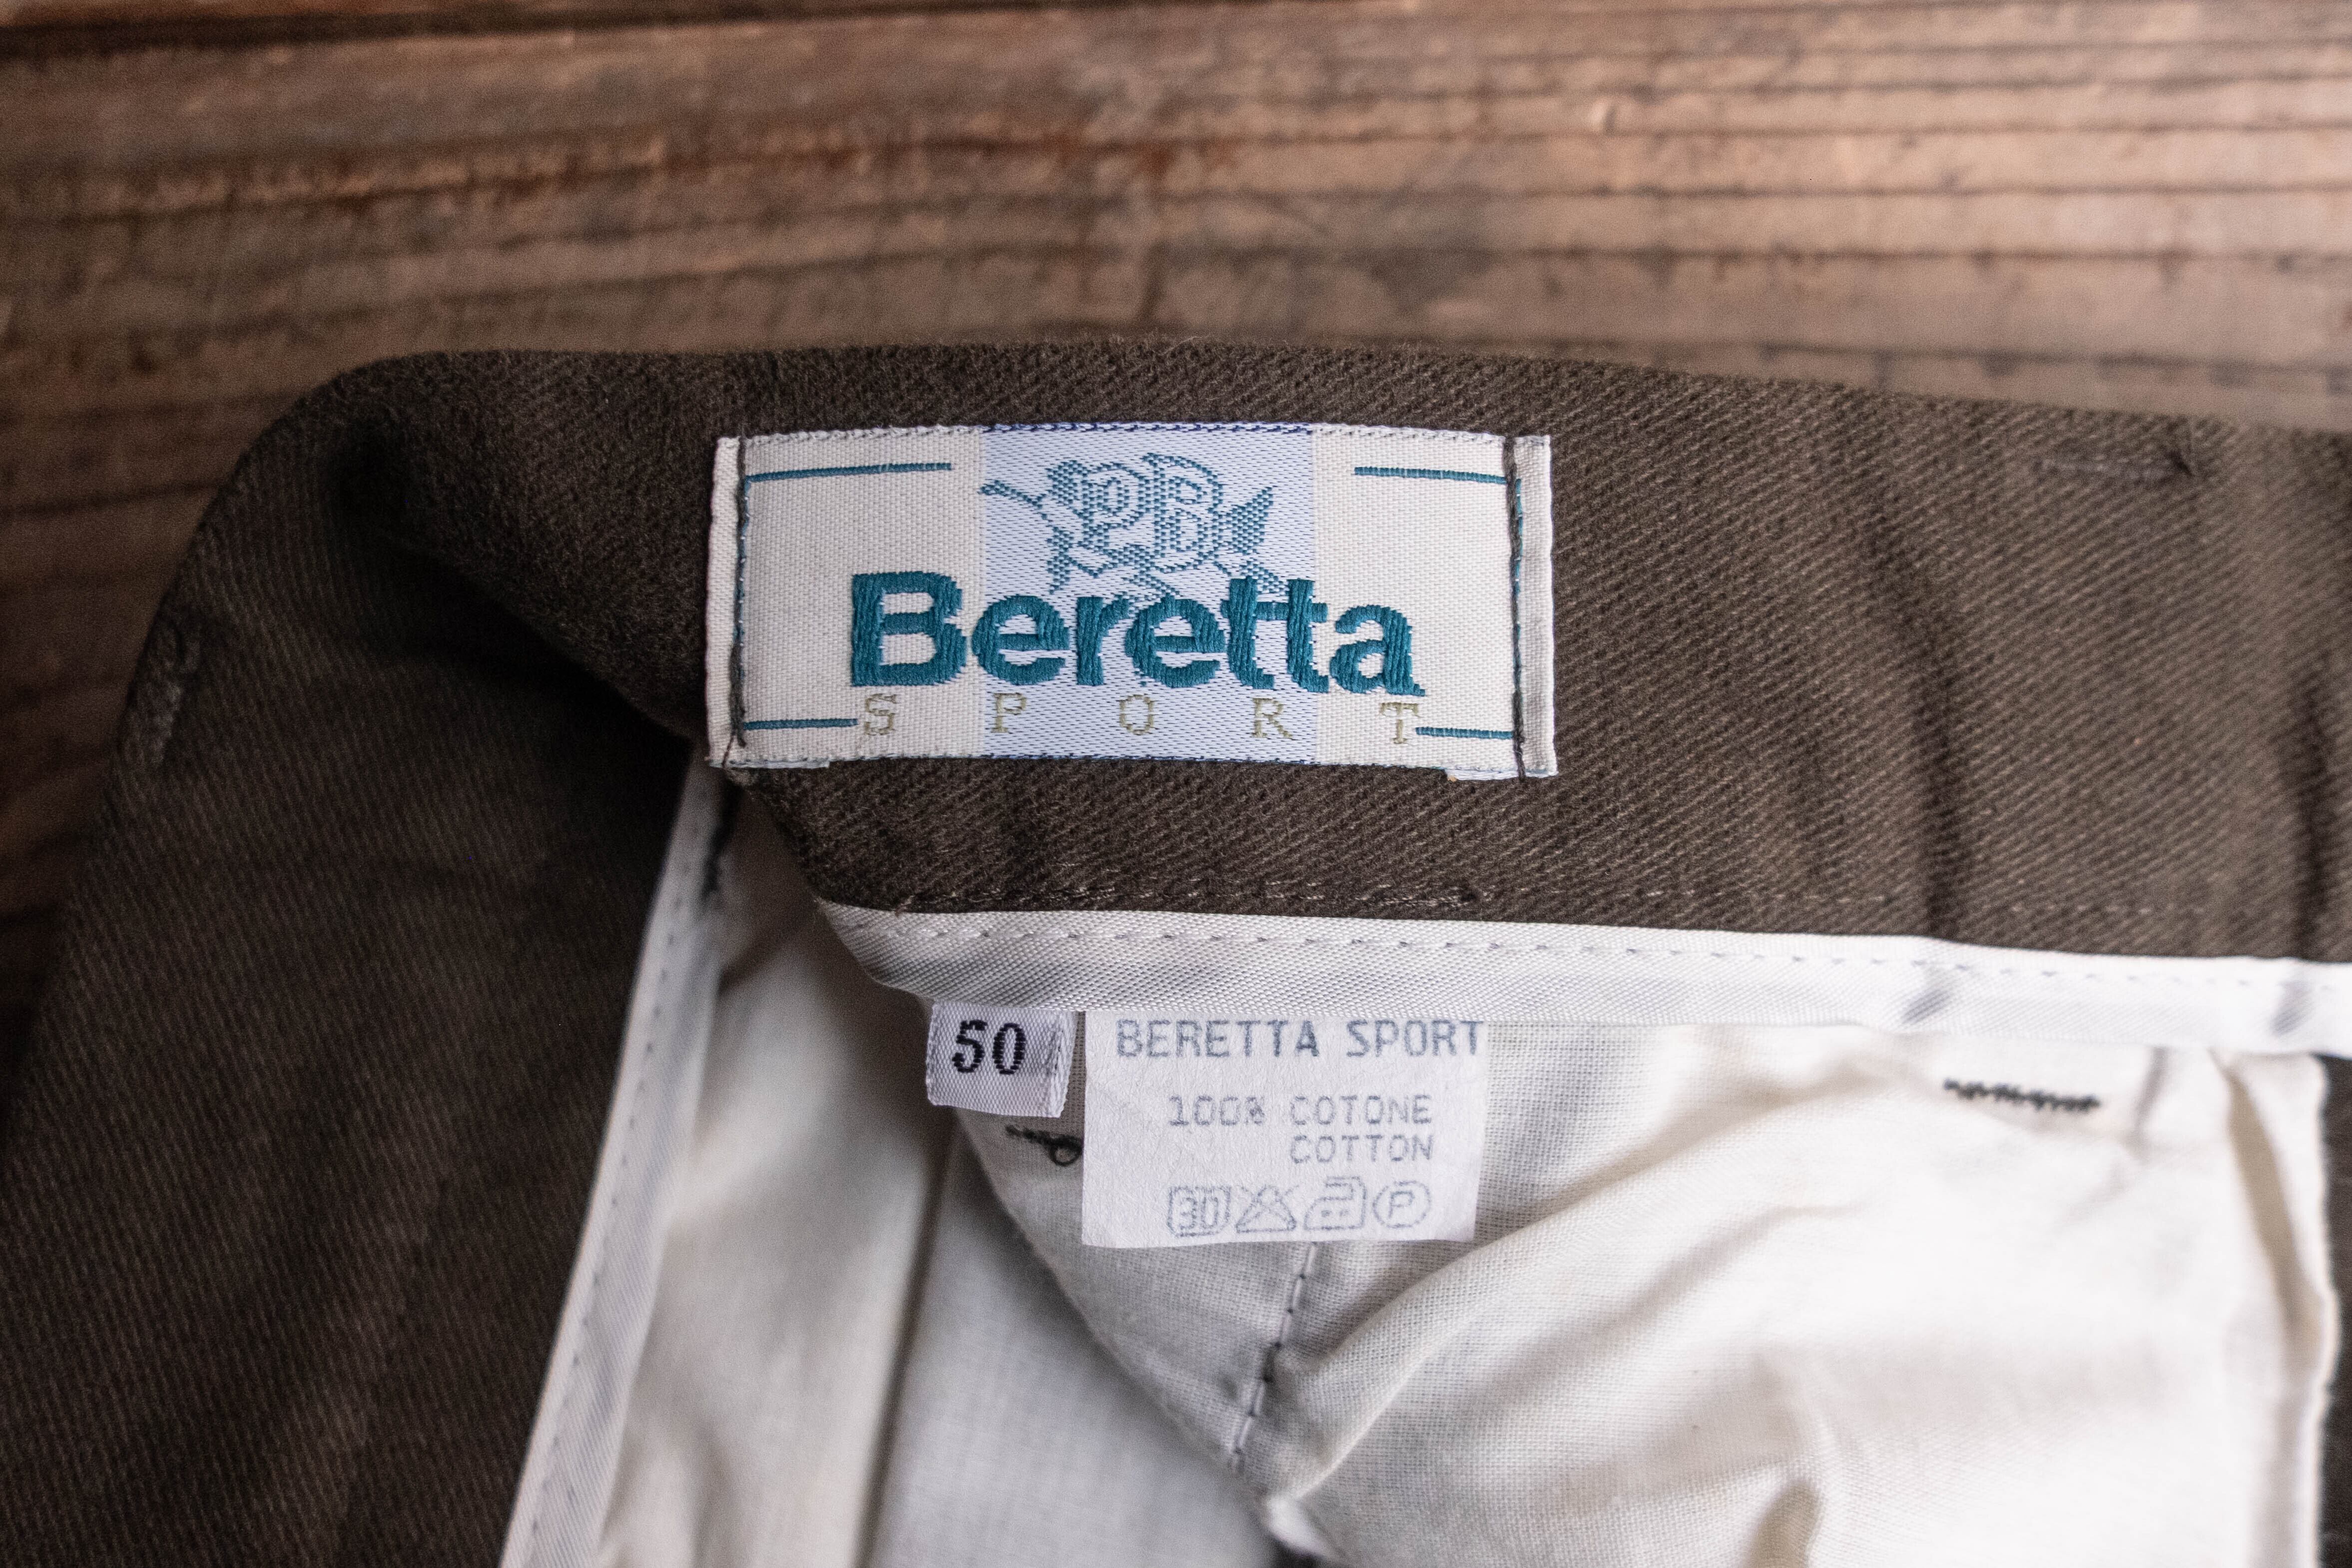 PB
Beretta
SPORT
50
BERETTA SPORT
100% COTONE
COTTON
30 P